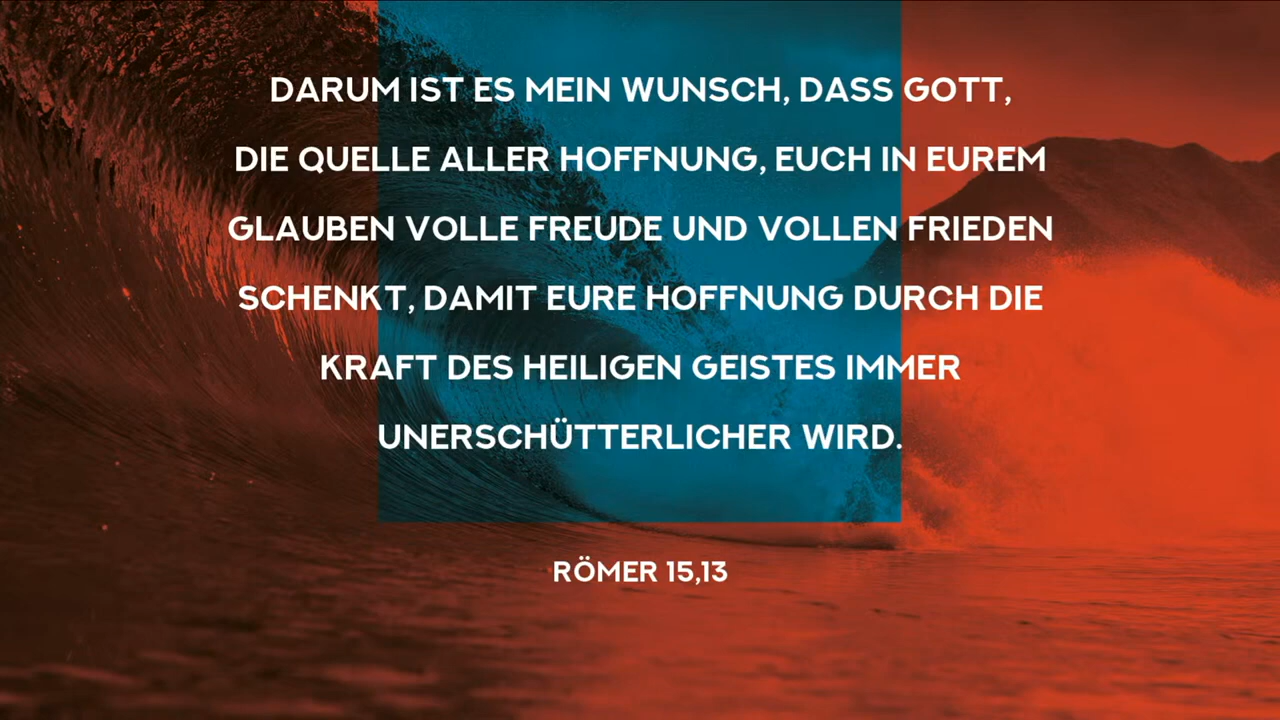 DARUM IST ES MEIN WUNSCH, DASS GOTT,
DIE QUELLE ALLER HOFFNUNG, EUCH IN EUREM
GLAUBEN VOLLE FREUDE UND VOLLEN FRIEDEN
SCHENKT, DAMIT EURE HOFFNUNG DURCH DIE
KRAFT DES HEILIGEN GEISTES IMMER
UNERSCHÜTTERLICHER WIRD.
RÖMER 15,13